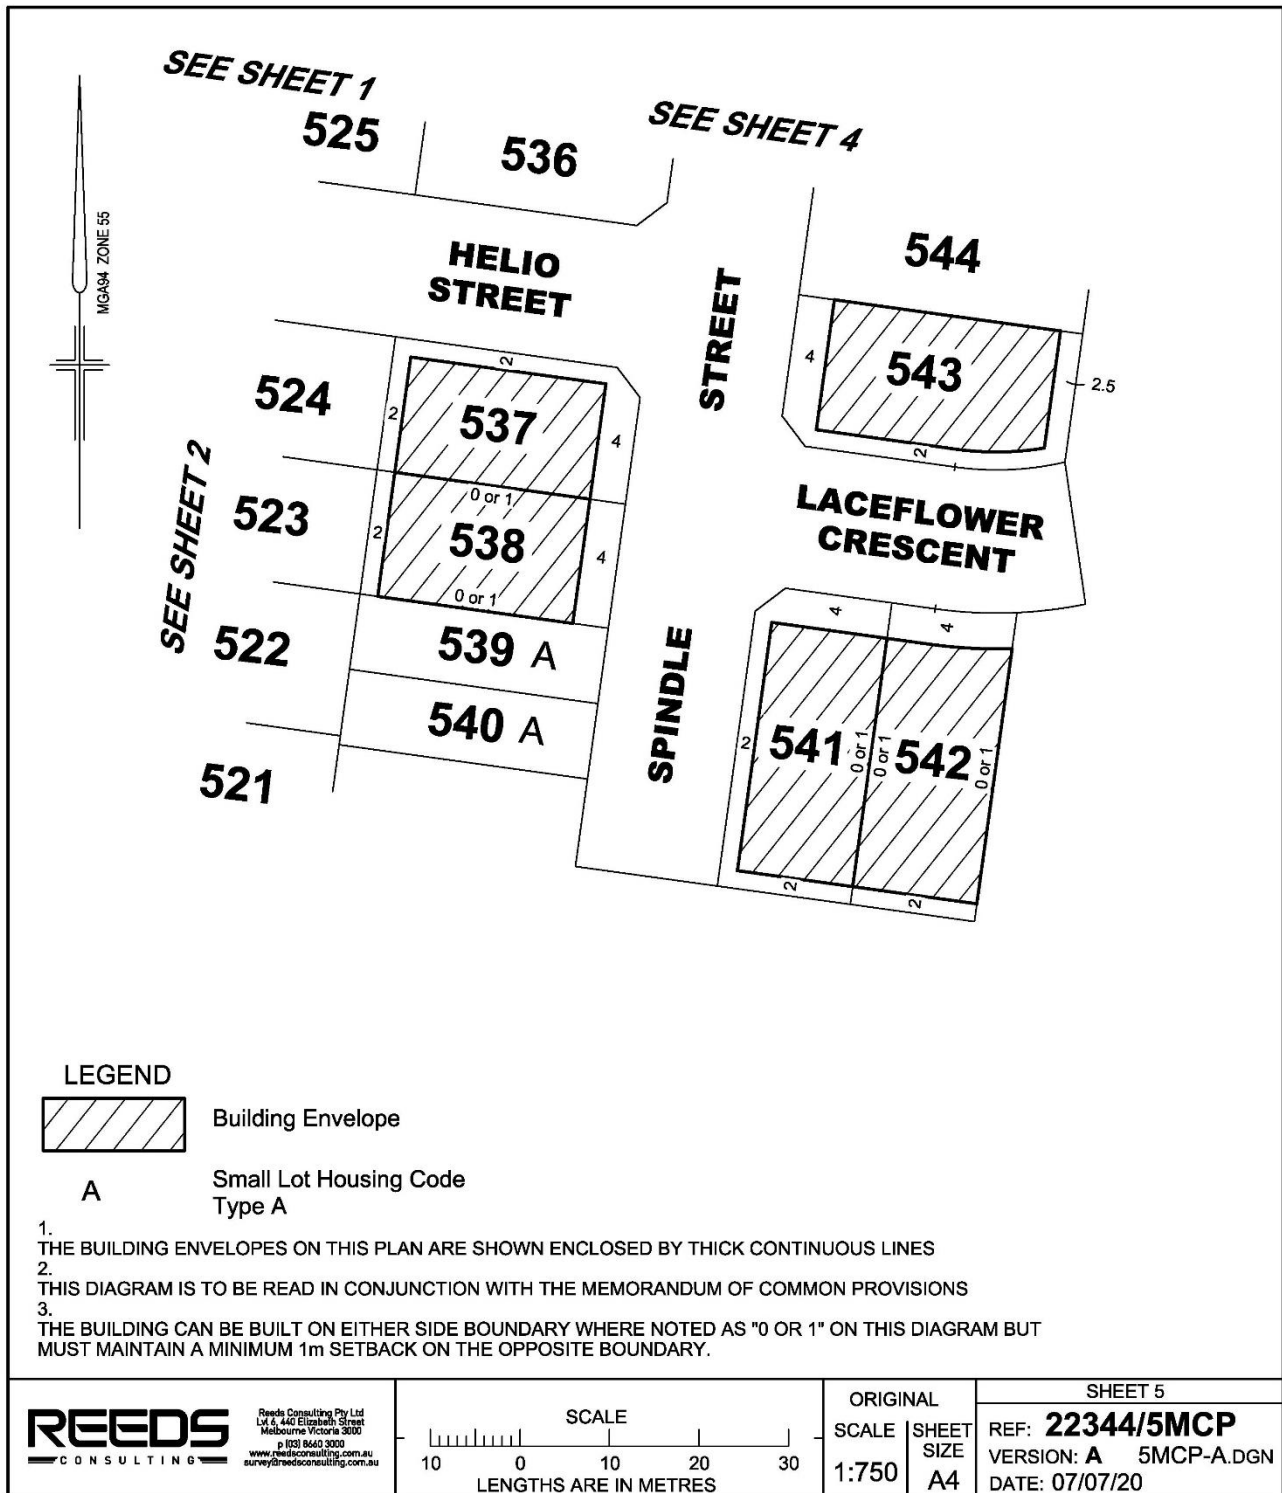 SEE SHEET 1
525
536
SEE SHEET 4
MGA94 ZONE 55
HELIO
STREET
544
STREET
4
543
2.5
2
524
2
2
537
4
SEE SHEET 2
523
0 or 1
2
538
4
0 or 1
LACEFLOWER
CRESCENT
522
539 A
540 A
521
SPINDLE
4
4
2
541
0 or 1
0 or 1
542
0 or 1
2
2
LEGEND
Building Envelope
A
Small Lot Housing Code
Type A
1.
THE BUILDING ENVELOPES ON THIS PLAN ARE SHOWN ENCLOSED BY THICK CONTINUOUS LINES
2.
THIS DIAGRAM IS TO BE READ IN CONJUNCTION WITH THE MEMORANDUM OF COMMON PROVISIONS
3.
THE BUILDING CAN BE BUILT ON EITHER SIDE BOUNDARY WHERE NOTED AS "0 OR 1" ON THIS DIAGRAM BUT
MUST MAINTAIN A MINIMUM 1m SETBACK ON THE OPPOSITE BOUNDARY.
REEDS
CONSULTING
Reeds Consulting Pty Ltd
Lvl 6, 440 Elizabeth Street
Melbourne Victoria 3000
p (03) 8660 3000
www.reedsconsulting.com.au
survey@reedsconsulting.com.au
SCALE
10 0 10 20 30
LENGTHS ARE IN METRES
ORIGINAL
SCALE
1:750
SHEET
SIZE
A4
SHEET 5
REF: 22344/5MCP
VERSION: A 5MCP-A.DGN
DATE: 07/07/20